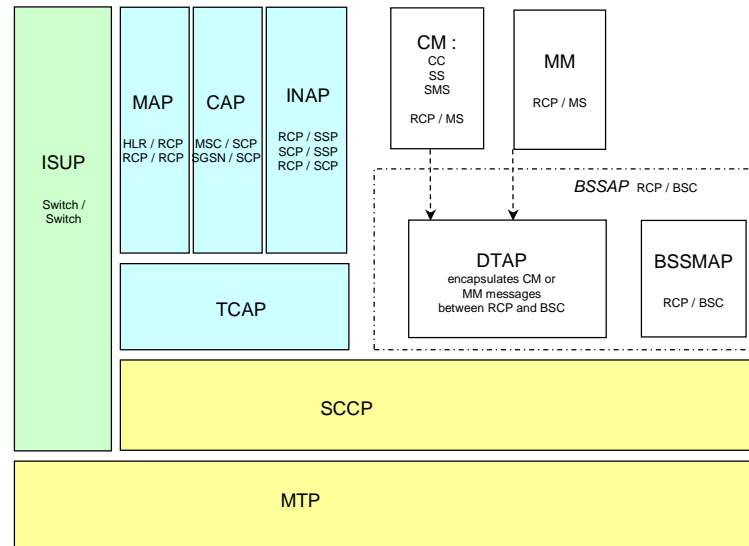 ISUP
Switch /
Switch
MAP
HLR / RCP
RCP / RCP
CAP
MSC / SCP
SGSN / SCP
INAP
RCP / SSP
SCP / SSP
RCP / SCP
CM :
CC
SS
SMS
RCP / MS
MM
RCP / MS
BSSAP RCP / BSC
DTAP
encapsulates CM or
MM messages
between RCP and BSC
BSSMAP
RCP / BSC
TCAP
SCCP
MTP